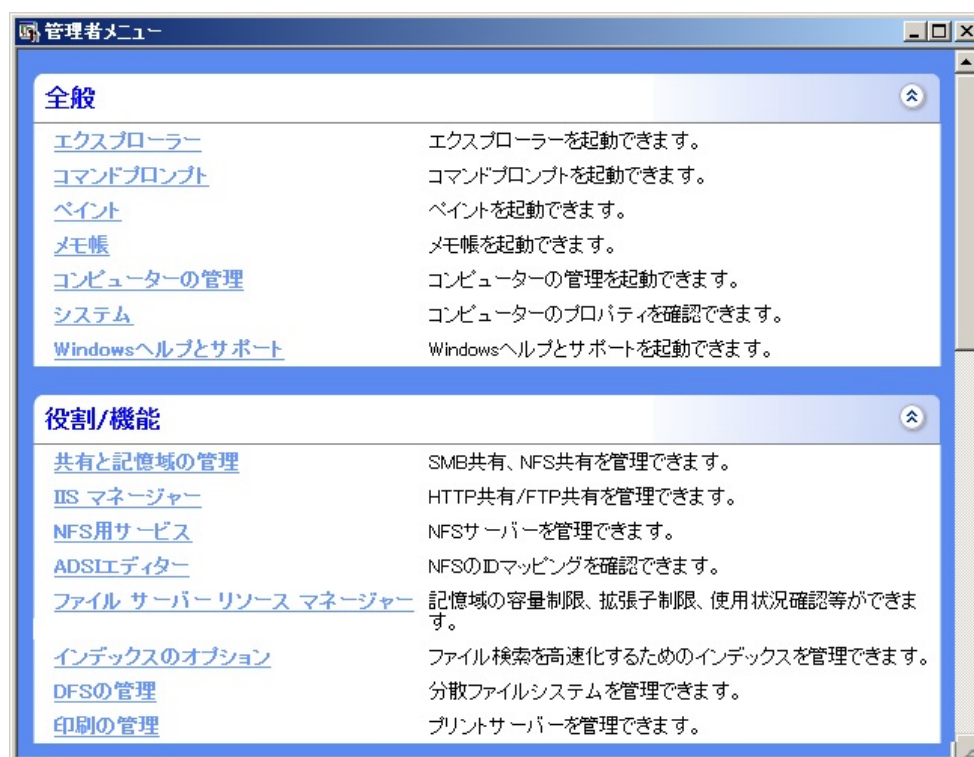 管理者メニュー
全般
エクスプローラー エクスプローラーを起動できます。
コマンドプロンプト コマンドプロンプトを起動できます。
ペイント ペイントを起動できます。
メモ帳 メモ帳を起動できます。
コンピューターの管理 コンピューターの管理を起動できます。
システム コンピューターのプロパティを確認できます。
Windowsヘルプとサポート Windowsヘルプとサポートを起動できます。
役割/機能
共有と記憶域の管理 SMB共有、NFS共有を管理できます。
IIS マネージャー HTTP共有/FTP共有を管理できます。
NFS用サービス NFSサーバーを管理できます。
ADSIエディター NFSのIDマッピングを確認できます。
ファイル サーバー リソース マネージャー 記憶域の容量制限、拡張子制限、使用状況確認等ができま
す。
インデックスのオプション ファイル検索を高速化するためのインデックスを管理できます。
DFSの管理 分散ファイルシステムを管理できます。
印刷の管理 プリントサーバーを管理できます。